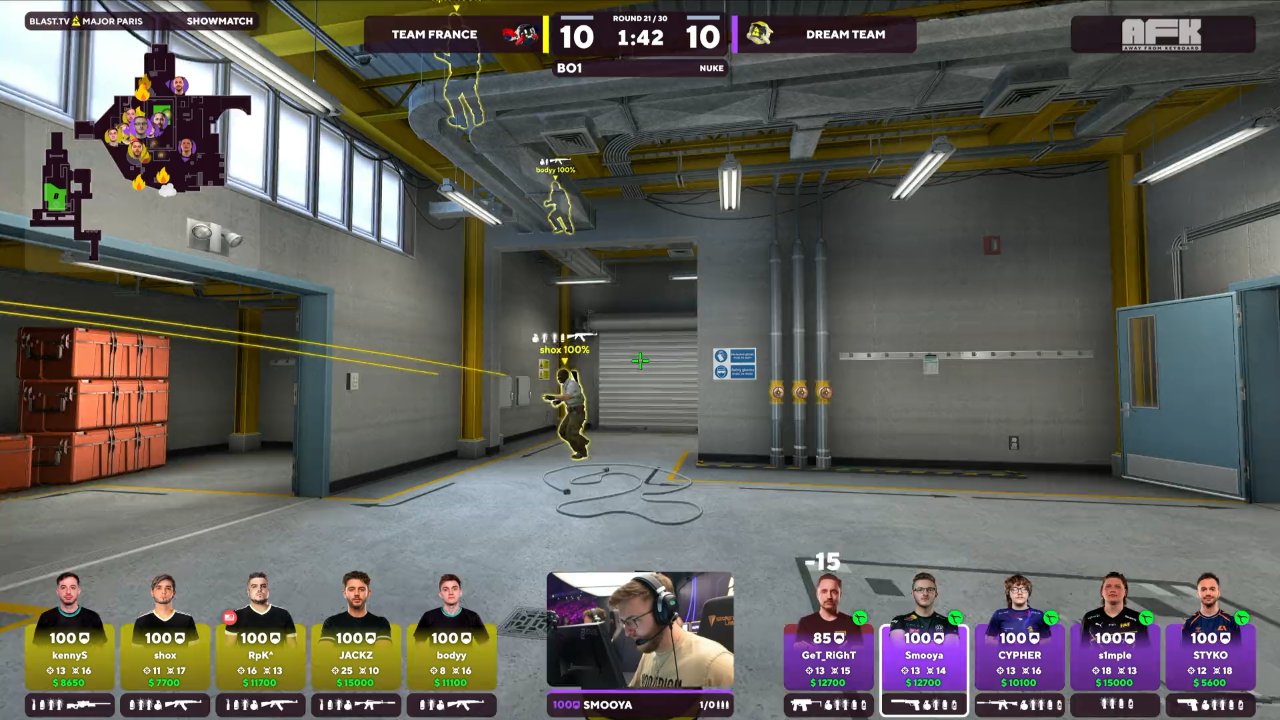 BLAST.TV MAJOR PARIS
SHOWMATCH
TEAM FRANCE
10
ROUND 21 / 30
1:42
10
DREAM TEAM
BO1
NUKE
AFK
AWAY FROM KEYBOARD
bodyy 100%
shox 100%
-15
100
kennyS
13 16
$8650
100
shox
11 17
$7700
100
RpK^
16 13
$11700
100
JACKZ
25 10
$15000
100
bodyy
8 16
$11100
100 SMOOYA
1/0
85
GeT_RiGhT
13 15
$12700
100
Smooya
13 14
$12700
100
CYPHER
13 16
$10100
100
s1mple
18 13
$15000
100
STYKO
12 18
$5600